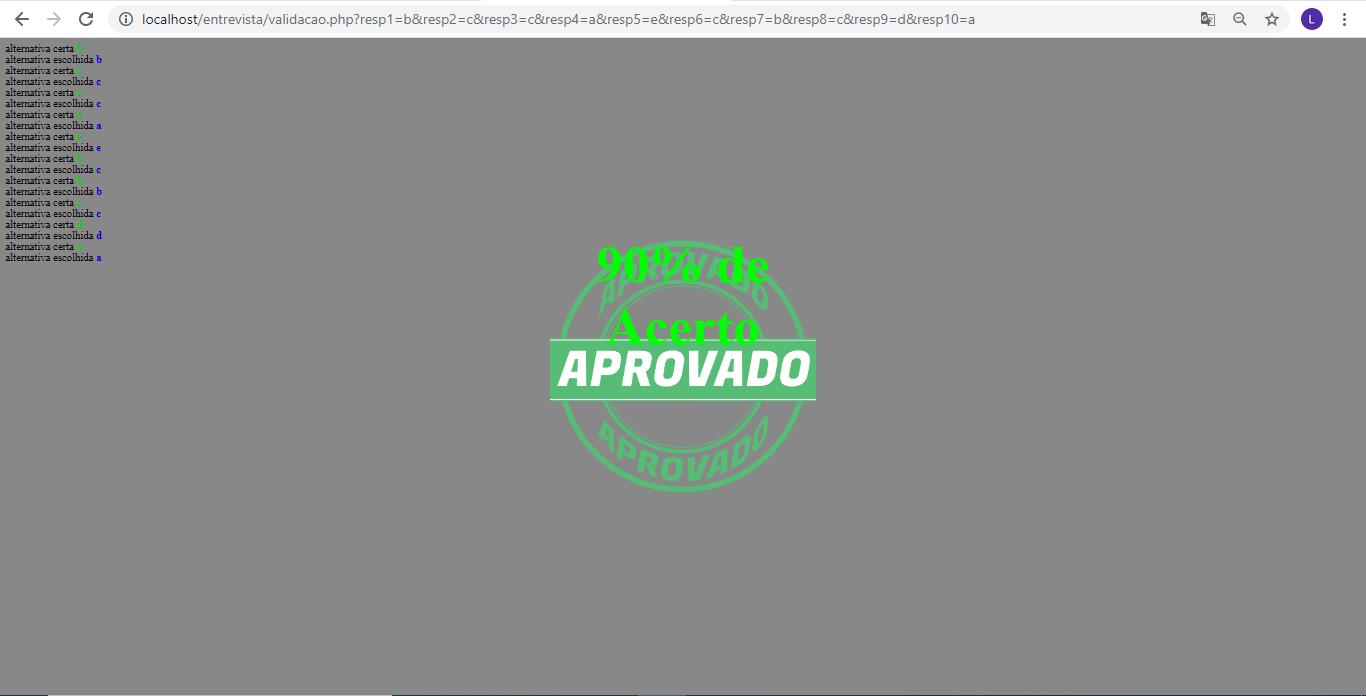 localhost/entrevista/validacao.php?resp1=b&resp2=c&resp3=c&resp4=a&resp5=e&resp6=c&resp7=b&resp8=c&resp9=d&resp10=a
L
alternativa certa b
alternativa escolhida b
alternativa certa c
alternativa escolhida c
alternativa certa c
alternativa escolhida c
alternativa certa a
alternativa escolhida a
alternativa certa e
alternativa escolhida e
alternativa certa b
alternativa escolhida c
alternativa certa b
alternativa escolhida b
alternativa certa c
alternativa escolhida c
alternativa certa d
alternativa escolhida d
alternativa certa a
alternativa escolhida a
APROVADO
90% de
Acerto
APROVADO
APROVADO